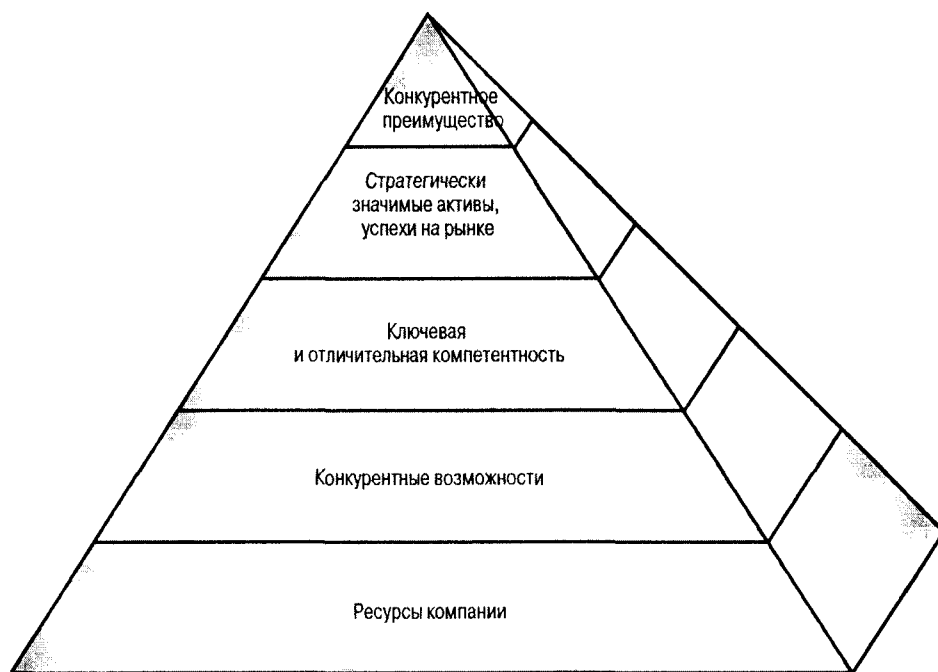 Конкурентное
преимущество
Стратегически
значимые активы,
успехи на рынке
Ключевая
и отличительная компетентность
Конкурентные возможности
Ресурсы компании